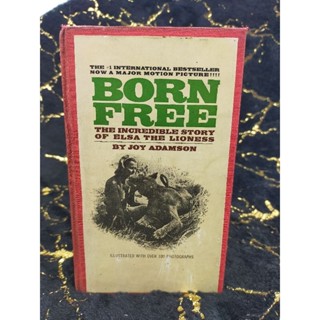 THE #1 INTERNATIONAL BESTSELLER
NOW A MAJOR MOTION PICTURE!!!!
BORN
FREE
THE INCREDIBLE STORY
OF ELSA THE LIONESS
BY JOY ADAMSON
ILLUSTRATED WITH OVER 100 PHOTOGRAPHS